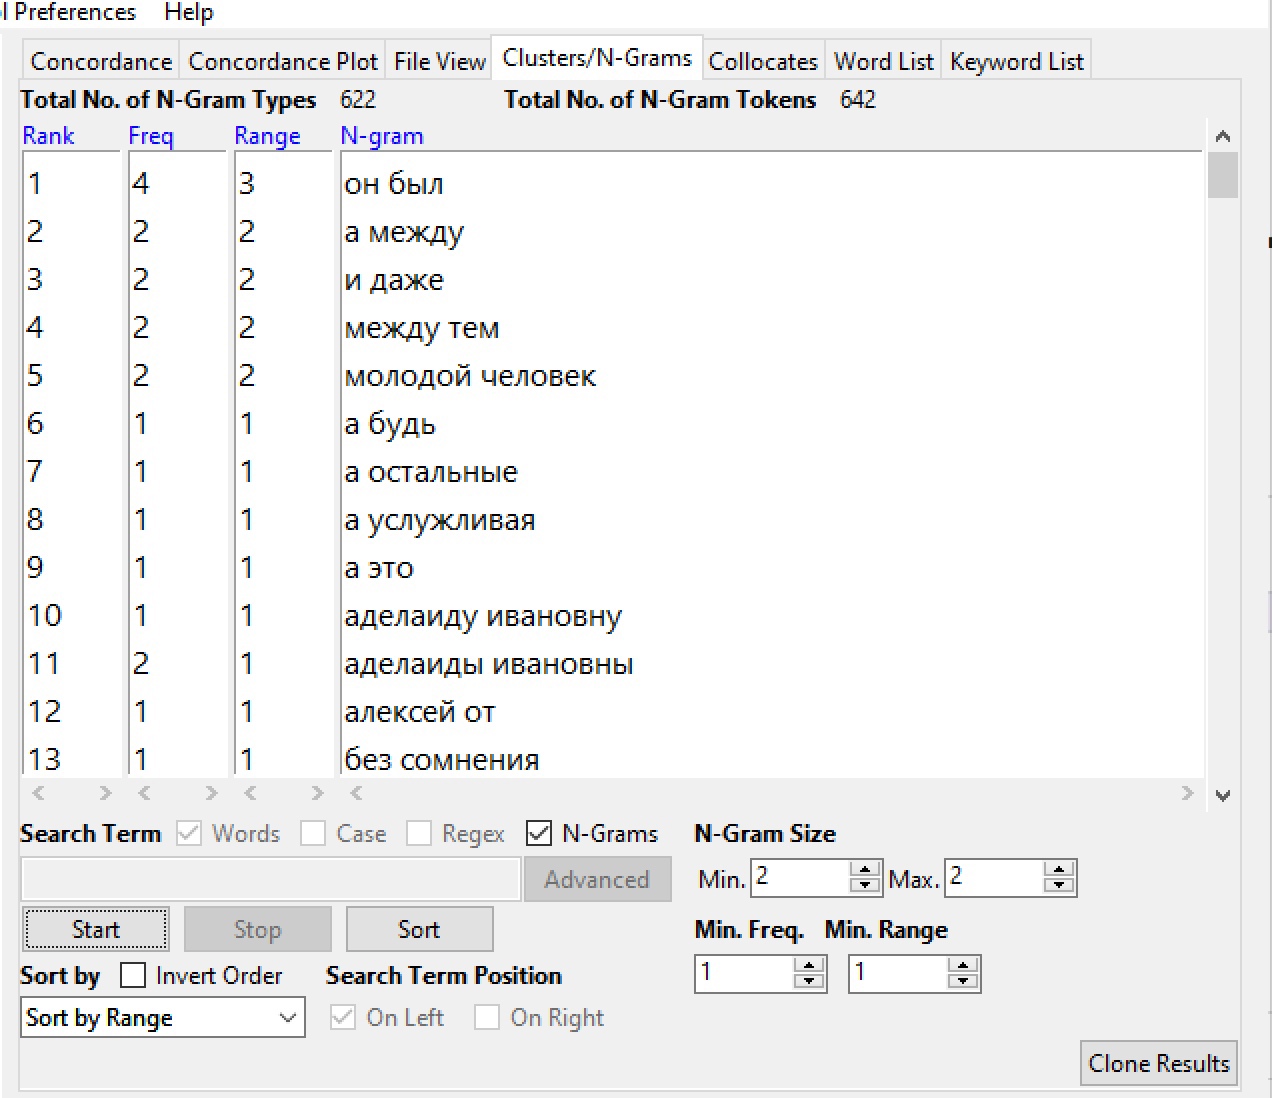 Preferences Help
Concordance Concordance Plot File View Clusters/N-Grams Collocates Word List Keyword List
Total No. of N-Gram Types 622 Total No. of N-Gram Tokens 642
Rank Freq Range N-gram
1 4 3 он был
2 2 2 а между
3 2 2 и даже
4 2 2 между тем
5 2 2 молодой человек
6 1 1 а будь
7 1 1 а остальные
8 1 1 а услужливая
9 1 1 а это
10 1 1 аделаиду ивановну
11 2 1 аделаиды ивановны
12 1 1 алексей от
13 1 1 без сомнения
Search Term Words Case Regex N-Grams N-Gram Size
Advanced Min. 2 Max. 2
Start Stop Sort Min. Freq. Min. Range
1 1
Sort by Invert Order Search Term Position
Sort by Range On Left On Right
Clone Results